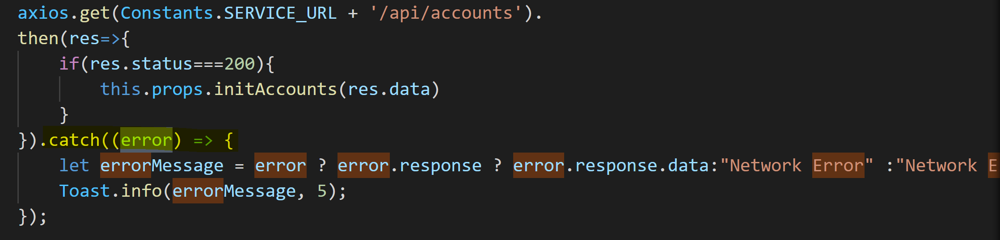 axios.get(Constants.SERVICE_URL + '/api/accounts').
then(res=>{
if(res.status===200){
this.props.initAccounts(res.data)
}
}).catch((error) => {
let errorMessage = error ? error.response ? error.response.data:"Network Error" :"Network E
Toast.info(errorMessage, 5);
});